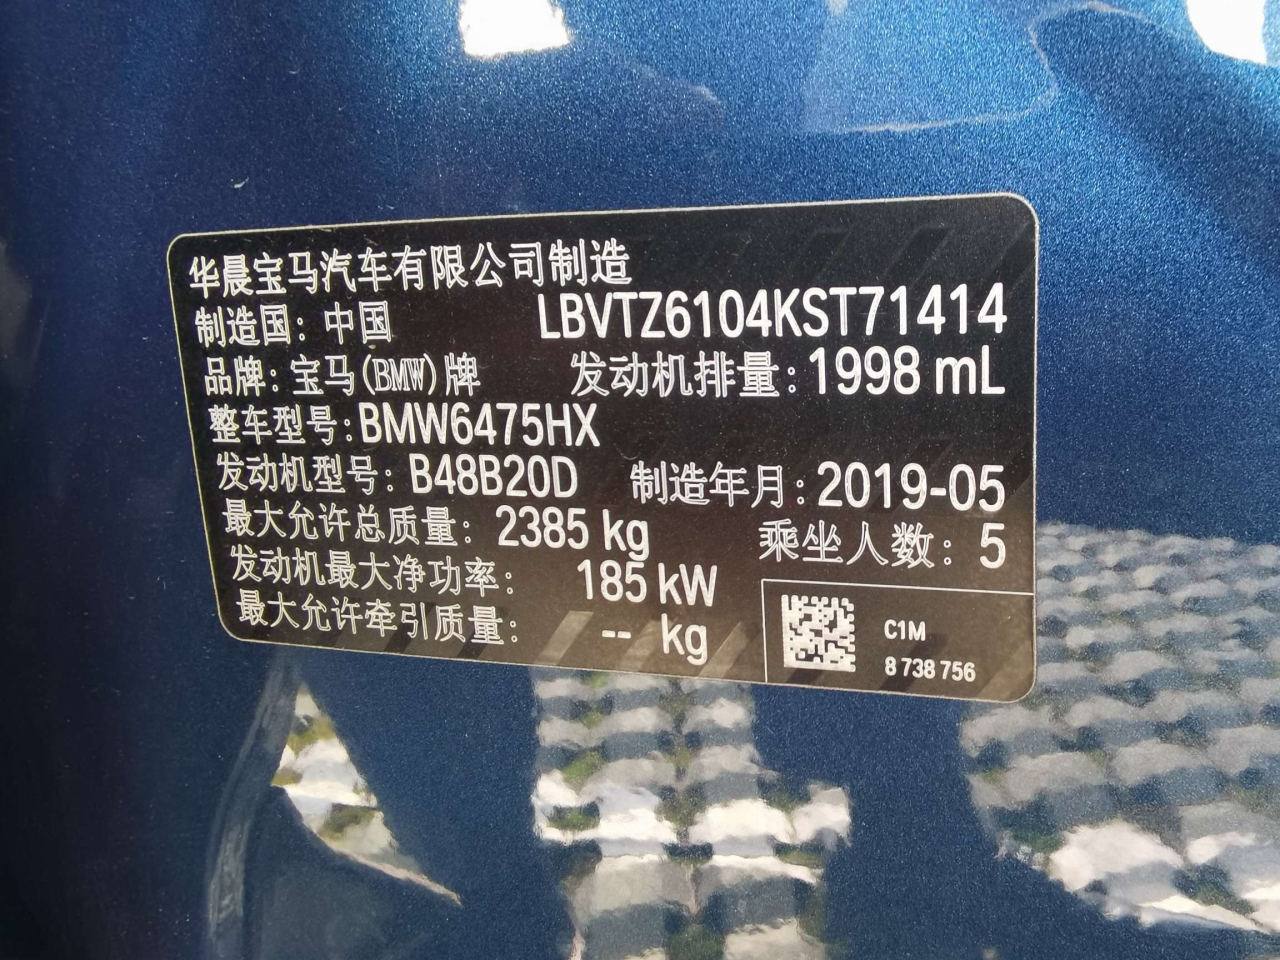 华晨宝马汽车有限公司制造
制造国: 中国 LBVTZ6104KST71414
品牌: 宝马(BMW)牌 发动机排量: 1998 mL
整车型号: BMW6475HX
发动机型号: B48B20D 制造年月: 2019-05
最大允许总质量: 2385 kg 乘坐人数: 5
发动机最大净功率: 185 kW
最大允许牵引质量: -- kg
C1M
8 738 756